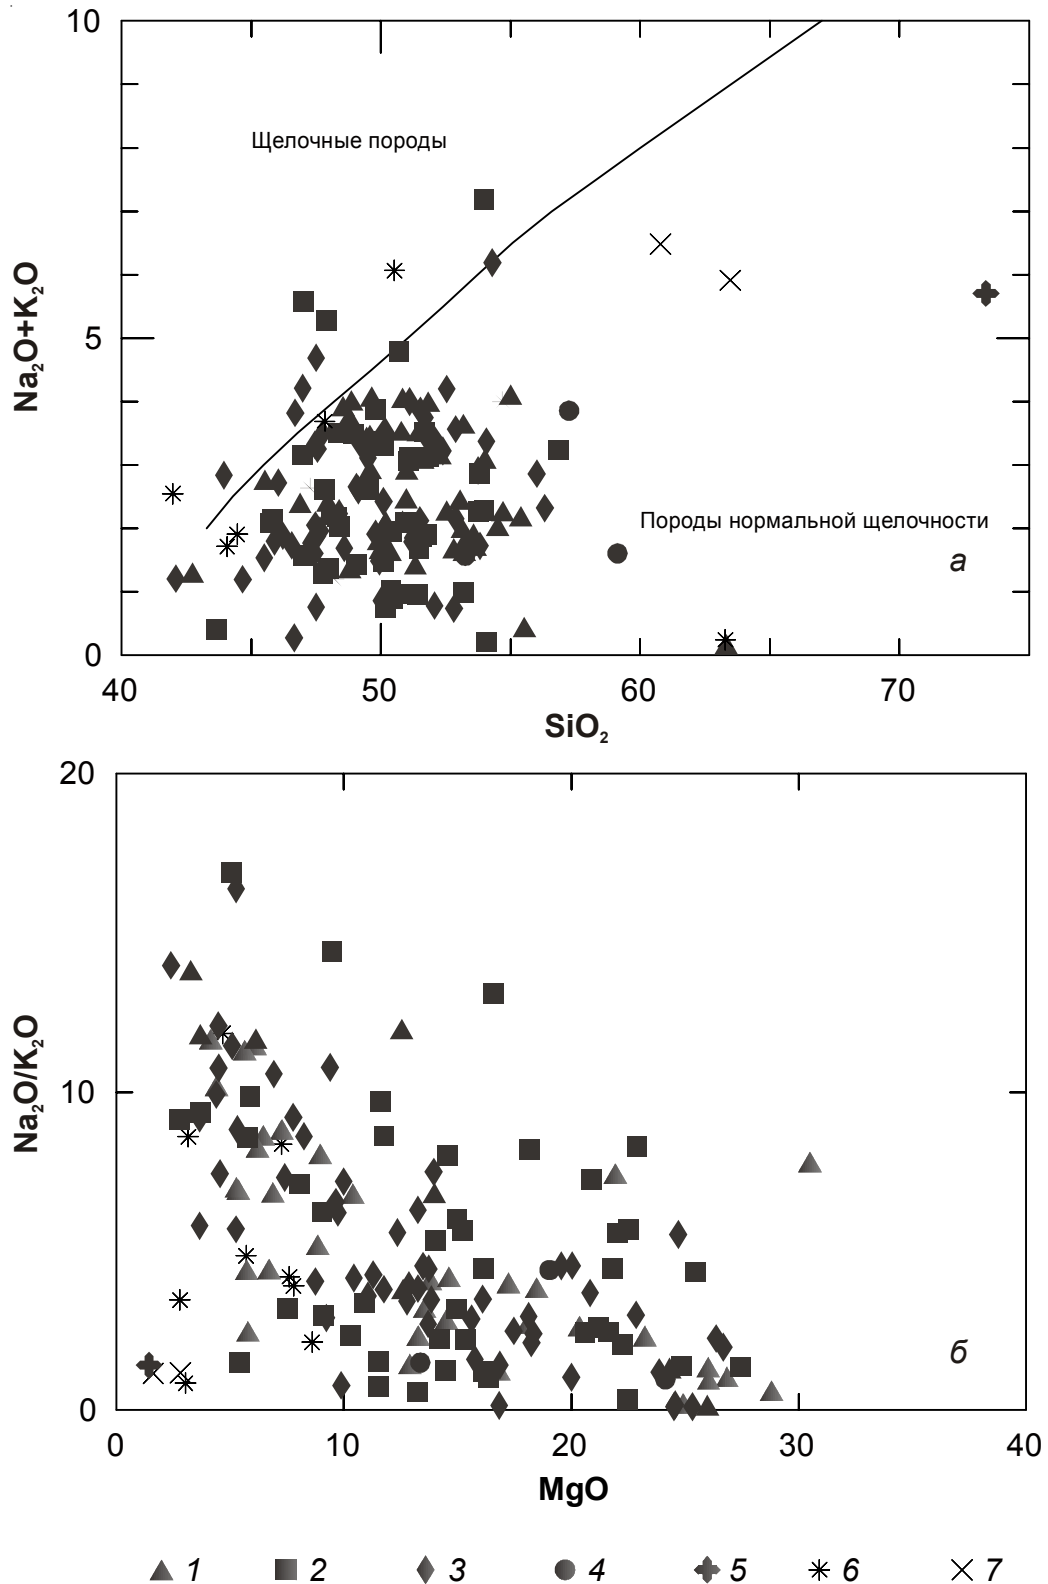 10
Щелочные породы
Na₂O+K₂O
5
Породы нормальной щелочности
а
0
40 50 60 70
SiO₂
20
Na₂O/K₂O
10
б
0
0 10 20 30 40
MgO
1 2 3 4 5 6 7